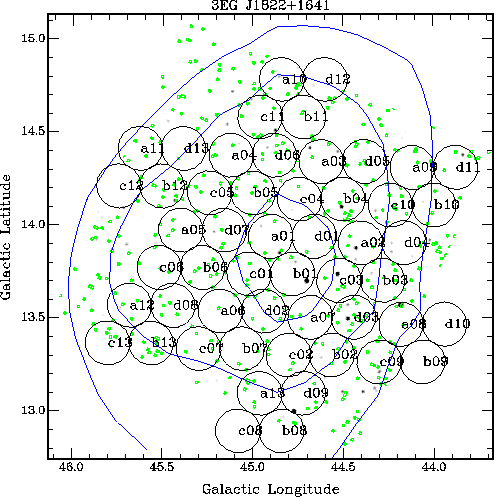 3EG J1822+1641
15.0
a10 d12
c11 b11
14.5
a11 d13 a04 d06 a03 d05 a09 d11
c12 b12 c05 b05 c04 b04 c10 b10
14.0
a05 d07 a01 d01 a02 d04
c06 b06 c01 b01 c03 b03
13.5
a12 d08 a06 d02 a07 d03 a08 d10
c13 b13 c07 b07 c02 b02 c09 b09
a13 d09
13.0
c08 b08
46.0 45.5 45.0 44.5 44.0
Galactic Longitude
Galactic Latitude